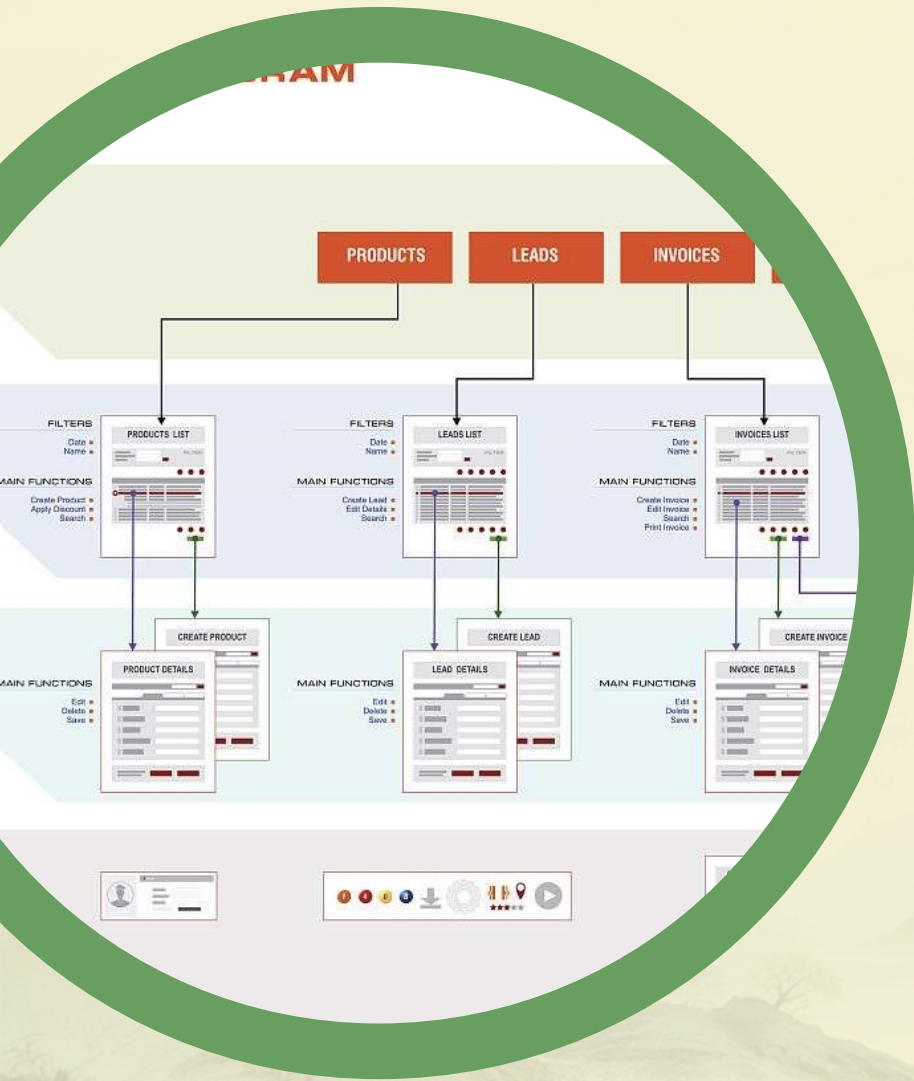 PRODUCTS
LEADS
INVOICES
FILTERS
Date
Name
MAIN FUNCTIONS
Create Product
Apply Discount
Search
PRODUCTS LIST
FILTER
FILTERS
Date
Name
MAIN FUNCTIONS
Create Lead
Edit Details
Search
LEADS LIST
FILTER
FILTERS
Date
Name
MAIN FUNCTIONS
Create Invoice
Edit Invoice
Search
Print Invoice
INVOICES LIST
FILTER
MAIN FUNCTIONS
Edit
Delete
Save
CREATE PRODUCT
PRODUCT DETAILS
MAIN FUNCTIONS
Edit
Delete
Save
CREATE LEAD
LEAD DETAILS
MAIN FUNCTIONS
Edit
Delete
Save
CREATE INVOICE
INVOICE DETAILS